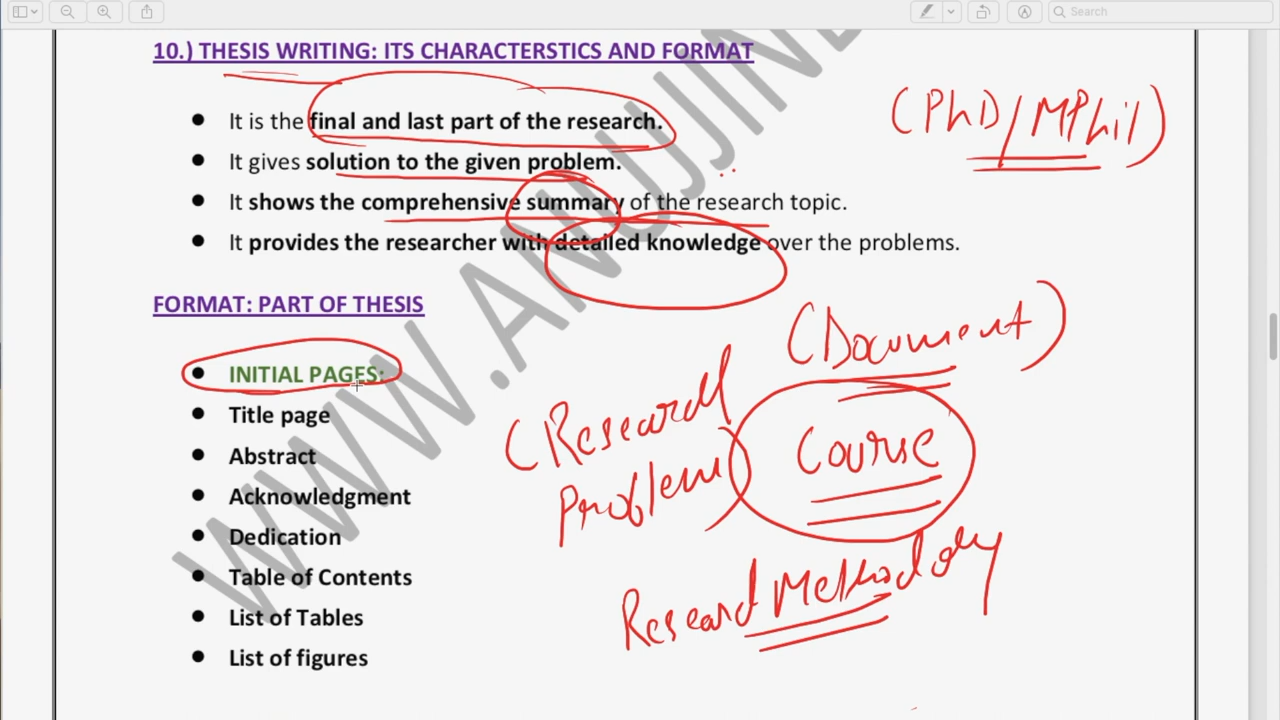 Search
10.) THESIS WRITING: ITS CHARACTERSTICS AND FORMAT
(PhD/MPhil)
● It is the final and last part of the research.
● It gives solution to the given problem.
● It shows the comprehensive summary of the research topic.
● It provides the researcher with detailed knowledge over the problems.
FORMAT: PART OF THESIS
(Document)
● INITIAL PAGES:
● Title page
● Abstract
● Acknowledgment
● Dedication
● Table of Contents
● List of Tables
● List of figures
(Research
Problem)
Course
Research Methodology
WWW.ANUJJIN